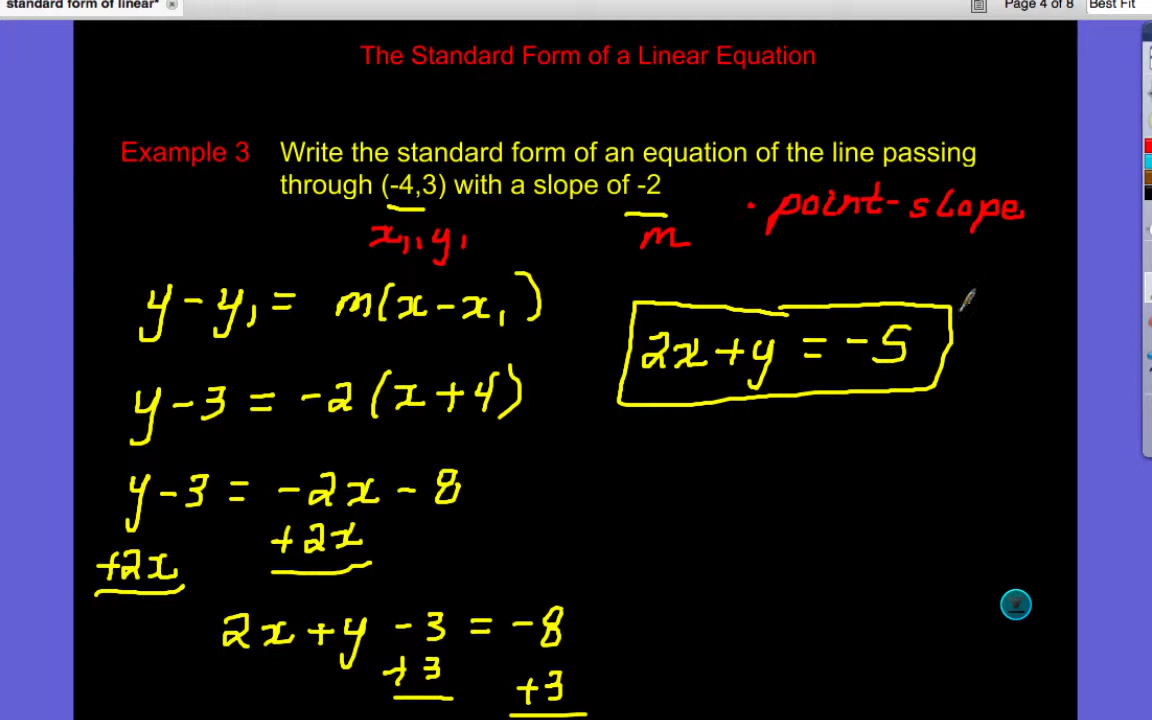 standard form of linear*
Page 4 of 8
Best Fit
The Standard Form of a Linear Equation
Example 3 Write the standard form of an equation of the line passing
through (-4,3) with a slope of -2
· point-slope
x₁, y₁
m
y - y₁ = m(x - x₁)
2x + y = -5
y - 3 = -2 (x + 4)
y - 3 = -2x - 8
+2x +2x
2x + y - 3 = -8
+3 +3